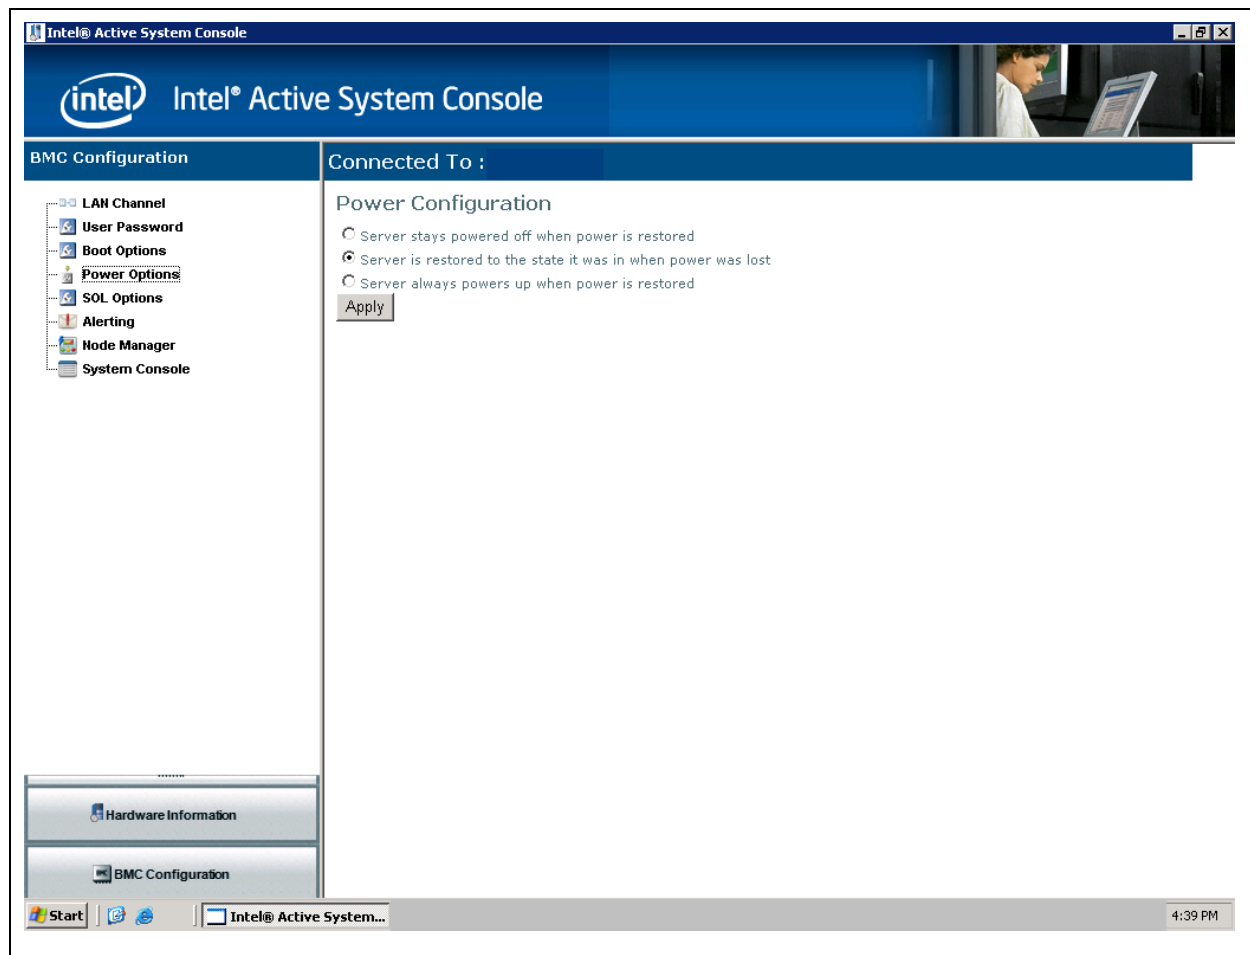 Intel® Active System Console
intel® Intel® Active System Console
BMC Configuration
Connected To :
LAN Channel
User Password
Boot Options
Power Options
SOL Options
Alerting
Node Manager
System Console
Power Configuration
Server stays powered off when power is restored
Server is restored to the state it was in when power was lost
Server always powers up when power is restored
Apply
Hardware Information
BMC Configuration
Start
Intel® Active System...
4:39 PM